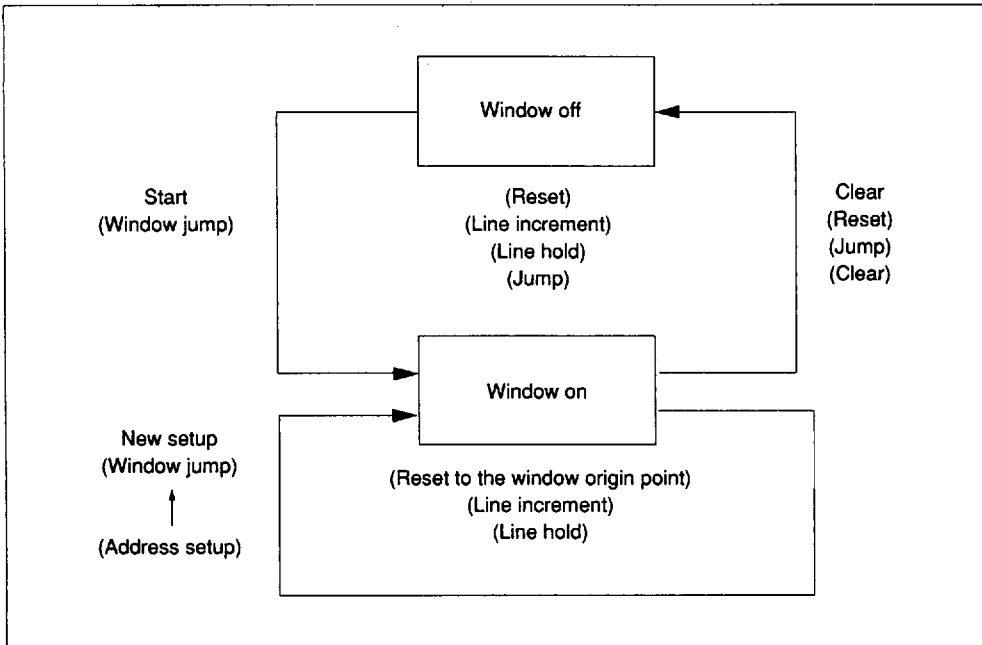 Window off
Start
(Window jump)
(Reset)
(Line increment)
(Line hold)
(Jump)
Clear
(Reset)
(Jump)
(Clear)
Window on
New setup
(Window jump)
(Address setup)
(Reset to the window origin point)
(Line increment)
(Line hold)